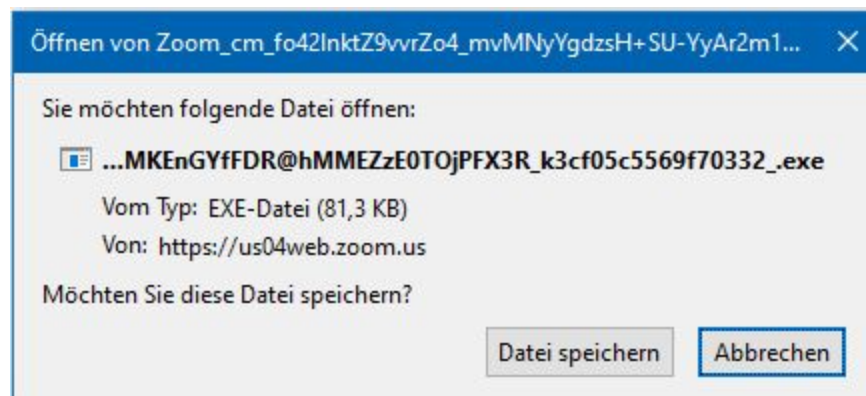 Öffnen von Zoom_cm_fo42InktZ9vvrZo4_mvMNyYgdzsH+SU-YyAr2m1...
Sie möchten folgende Datei öffnen:
...MKEnGYfFDR@hMMEZzE0TOjPFX3R_k3cf05c5569f70332_.exe
Vom Typ: EXE-Datei (81,3 KB)
Von: https://us04web.zoom.us
Möchten Sie diese Datei speichern?
Datei speichern
Abbrechen